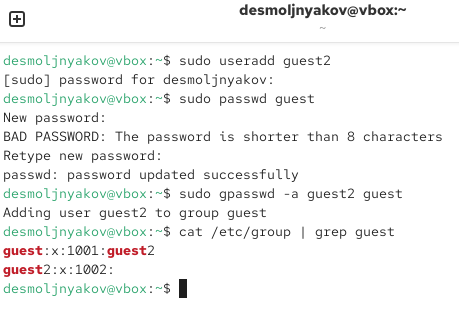 desmoljnyakov@vbox:~
~
desmoljnyakov@vbox:~$ sudo useradd guest2
[sudo] password for desmoljnyakov:
desmoljnyakov@vbox:~$ sudo passwd guest
New password:
BAD PASSWORD: The password is shorter than 8 characters
Retype new password:
passwd: password updated successfully
desmoljnyakov@vbox:~$ sudo gpasswd -a guest2 guest
Adding user guest2 to group guest
desmoljnyakov@vbox:~$ cat /etc/group | grep guest
guest:x:1001:guest2
guest2:x:1002:
desmoljnyakov@vbox:~$